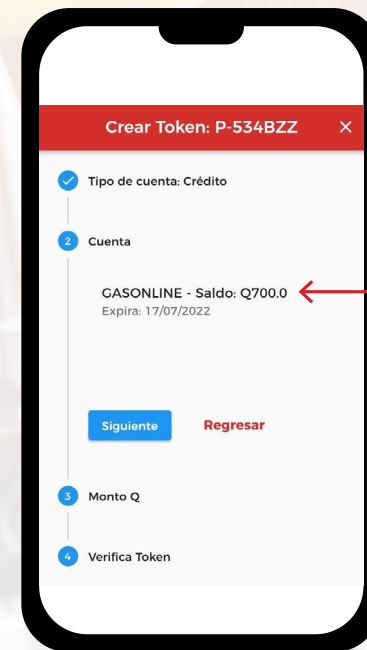 Crear Token: P-534BZZ ×
Tipo de cuenta: Crédito
2 Cuenta
GASONLINE - Saldo: Q700.0
Expira: 17/07/2022
Siguiente Regresar
3 Monto Q
4 Verifica Token